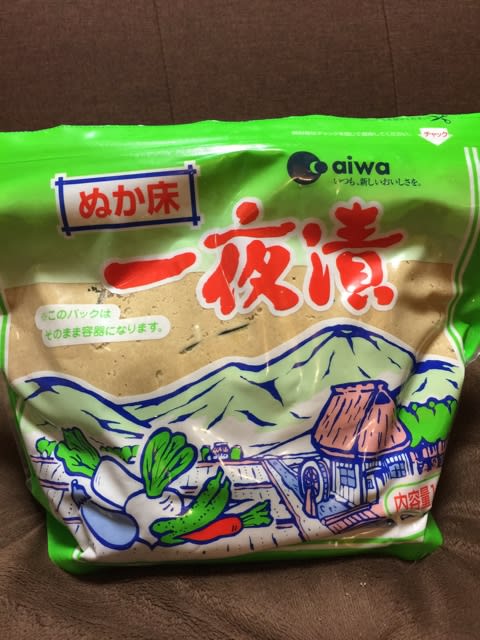 チャック
aiwa
いつも、新しいおいしさを。
ぬか床
一夜漬
※このパックは
そのまま容器になります。
内容量